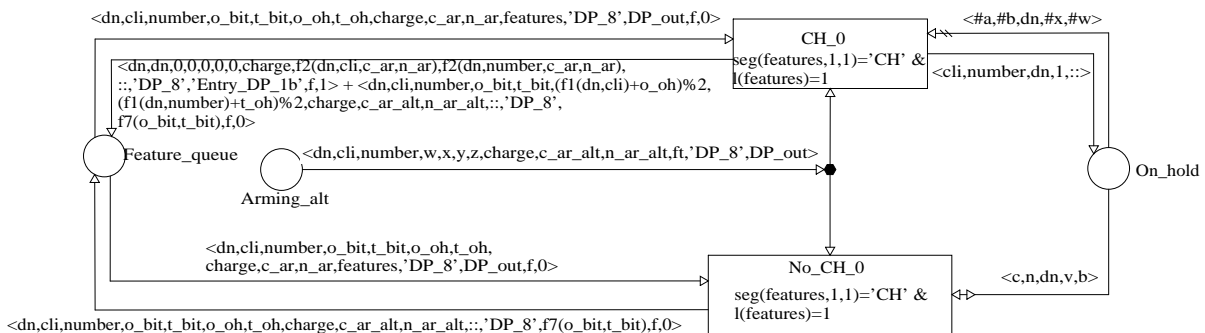 <dn,cli,number,o_bit,t_bit,o_oh,t_oh,charge,c_ar,n_ar,features,'DP_8',DP_out,f,0>
CH_0
seg(features,1,1)='CH' &
l(features)=1
<#a,#b,dn,#x,#w>
<cli,number,dn,1,::>
<dn,dn,0,0,0,0,0,charge,f2(dn,cli,c_ar,n_ar),f2(dn,number,c_ar,n_ar),
::,'DP_8','Entry_DP_1b',f,1> + <dn,cli,number,o_bit,t_bit,(f1(dn,cli)+o_oh)%2,
(f1(dn,number)+t_oh)%2,charge,c_ar_alt,n_ar_alt,::,'DP_8',
f7(o_bit,t_bit),f,0>
Feature_queue
<dn,cli,number,w,x,y,z,charge,c_ar_alt,n_ar_alt,ft,'DP_8',DP_out>
Arming_alt
On_hold
<dn,cli,number,o_bit,t_bit,o_oh,t_oh,
charge,c_ar,n_ar,features,'DP_8',DP_out,f,0>
No_CH_0
seg(features,1,1)='CH' &
l(features)=1
<c,n,dn,v,b>
<dn,cli,number,o_bit,t_bit,o_oh,t_oh,charge,c_ar_alt,n_ar_alt,::,'DP_8',f7(o_bit,t_bit),f,0>